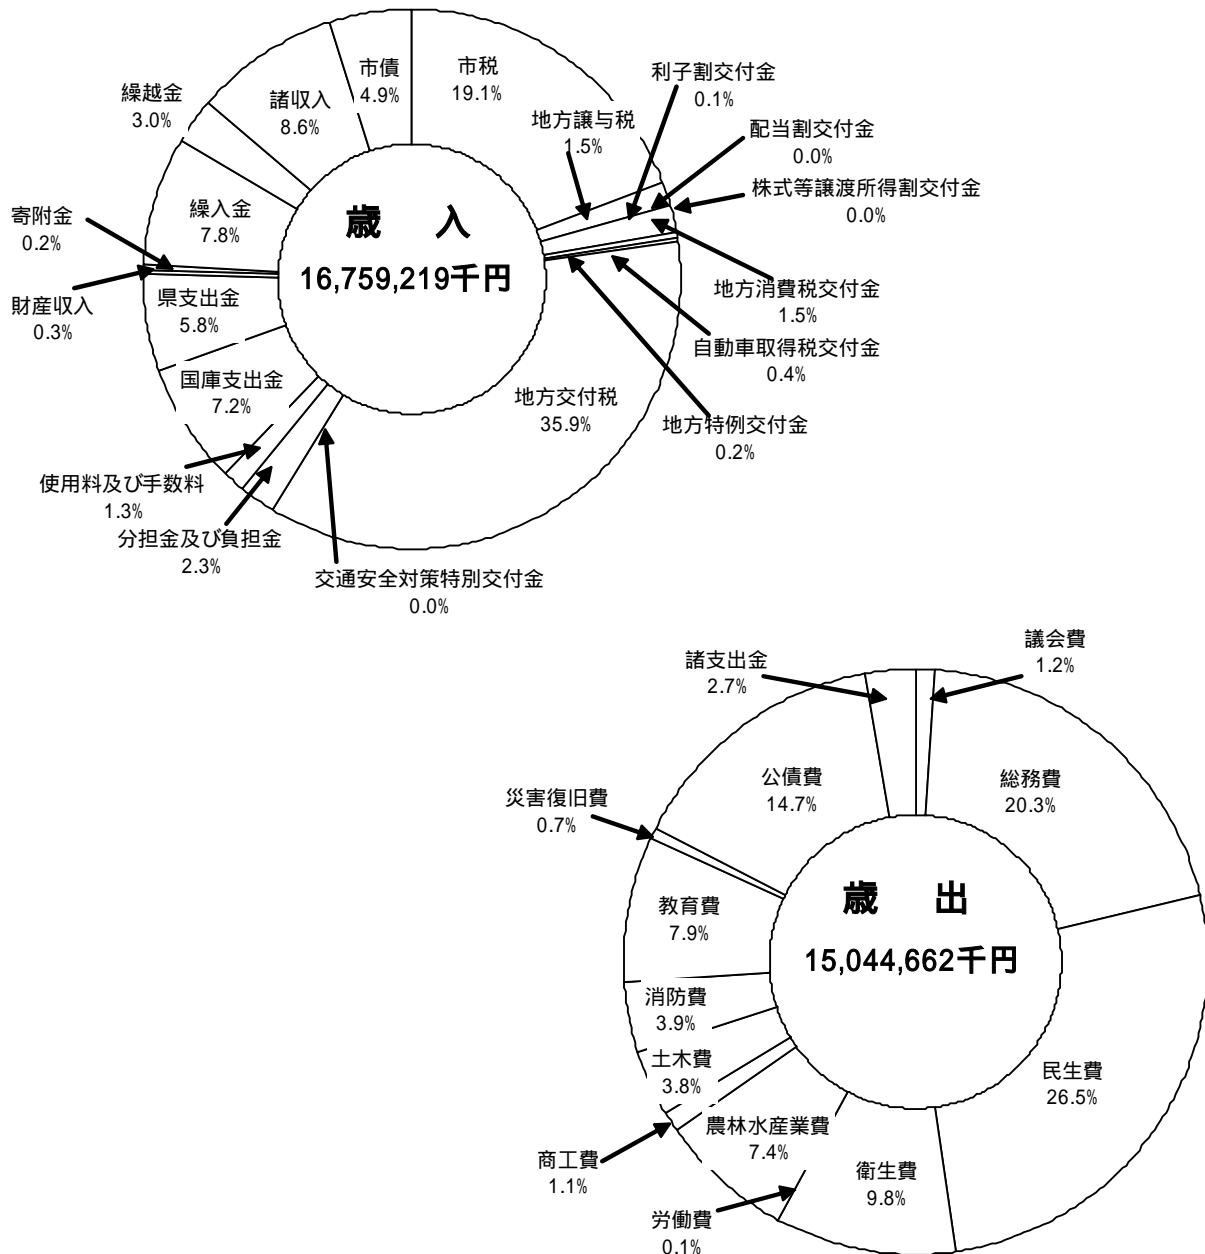 市税
19.1%
地方譲与税
1.5%
利子割交付金
0.1%
配当割交付金
0.0%
株式等譲渡所得割交付金
0.0%
地方消費税交付金
1.5%
自動車取得税交付金
0.4%
地方特例交付金
0.2%
地方交付税
35.9%
交通安全対策特別交付金
0.0%
分担金及び負担金
2.3%
使用料及び手数料
1.3%
国庫支出金
7.2%
県支出金
5.8%
財産収入
0.3%
寄附金
0.2%
繰入金
7.8%
繰越金
3.0%
諸収入
8.6%
市債
4.9%
歳 入
16,759,219千円
議会費
1.2%
総務費
20.3%
民生費
26.5%
衛生費
9.8%
労働費
0.1%
農林水産業費
7.4%
商工費
1.1%
土木費
3.8%
消防費
3.9%
教育費
7.9%
災害復旧費
0.7%
公債費
14.7%
諸支出金
2.7%
歳 出
15,044,662千円